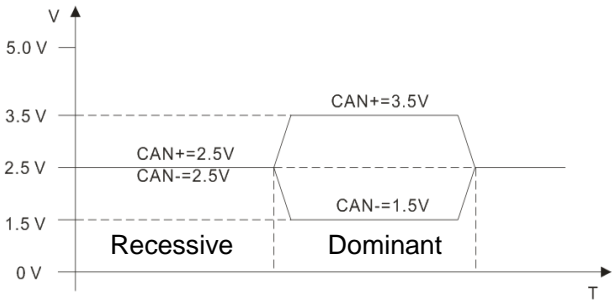 V
5.0 V
3.5 V
CAN+=3.5V
CAN+=2.5V
2.5 V
CAN-=2.5V
CAN-=1.5V
1.5 V
Recessive
Dominant
0 V
T